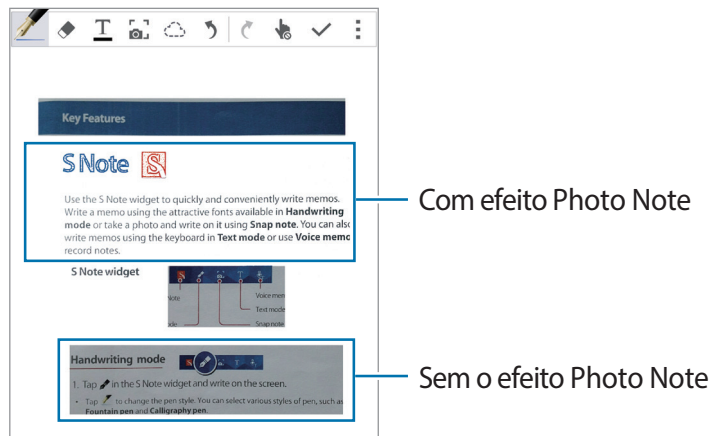 T
Key Features
S Note
Use the S Note widget to quickly and conveniently write memos.
Write a memo using the attractive fonts available in Handwriting
mode or take a photo and write on it using Snap note. You can also
write memos using the keyboard in Text mode or use Voice memo
record notes.
Com efeito Photo Note
S Note widget
Note
Voice mem
Text mode
ode
Snap note
Handwriting mode
1. Tap in the S Note widget and write on the screen.
• Tap to change the pen style. You can select various styles of pen, such as
Fountain pen and Calligraphy pen.
Sem o efeito Photo Note